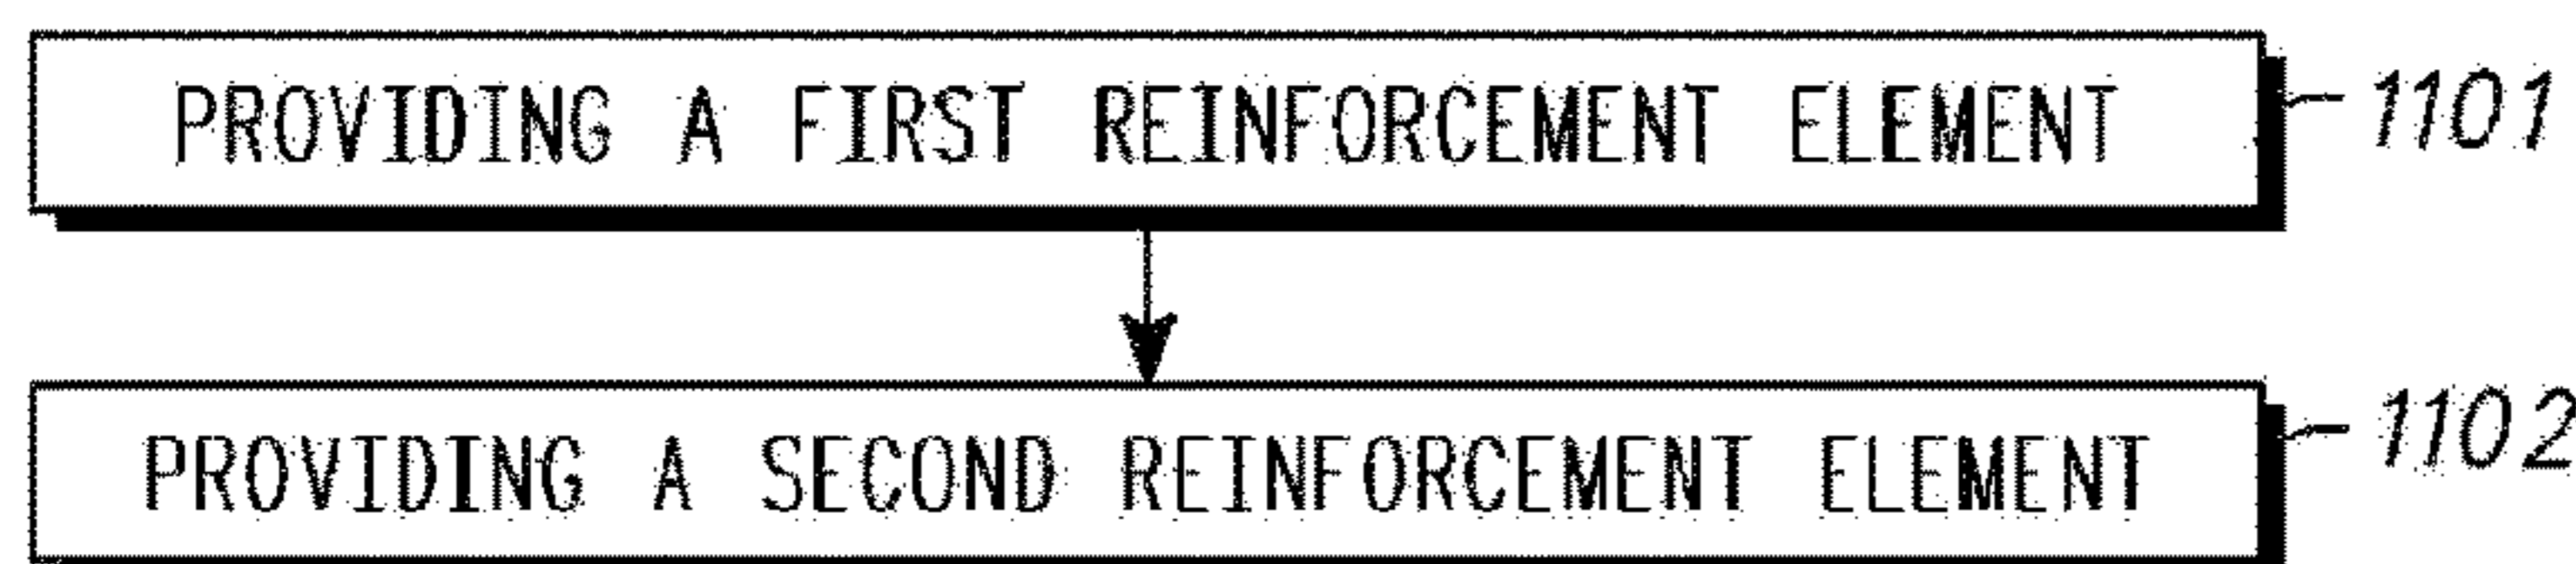 PROVIDING A FIRST REINFORCEMENT ELEMENT 1101
PROVIDING A SECOND REINFORCEMENT ELEMENT 1102